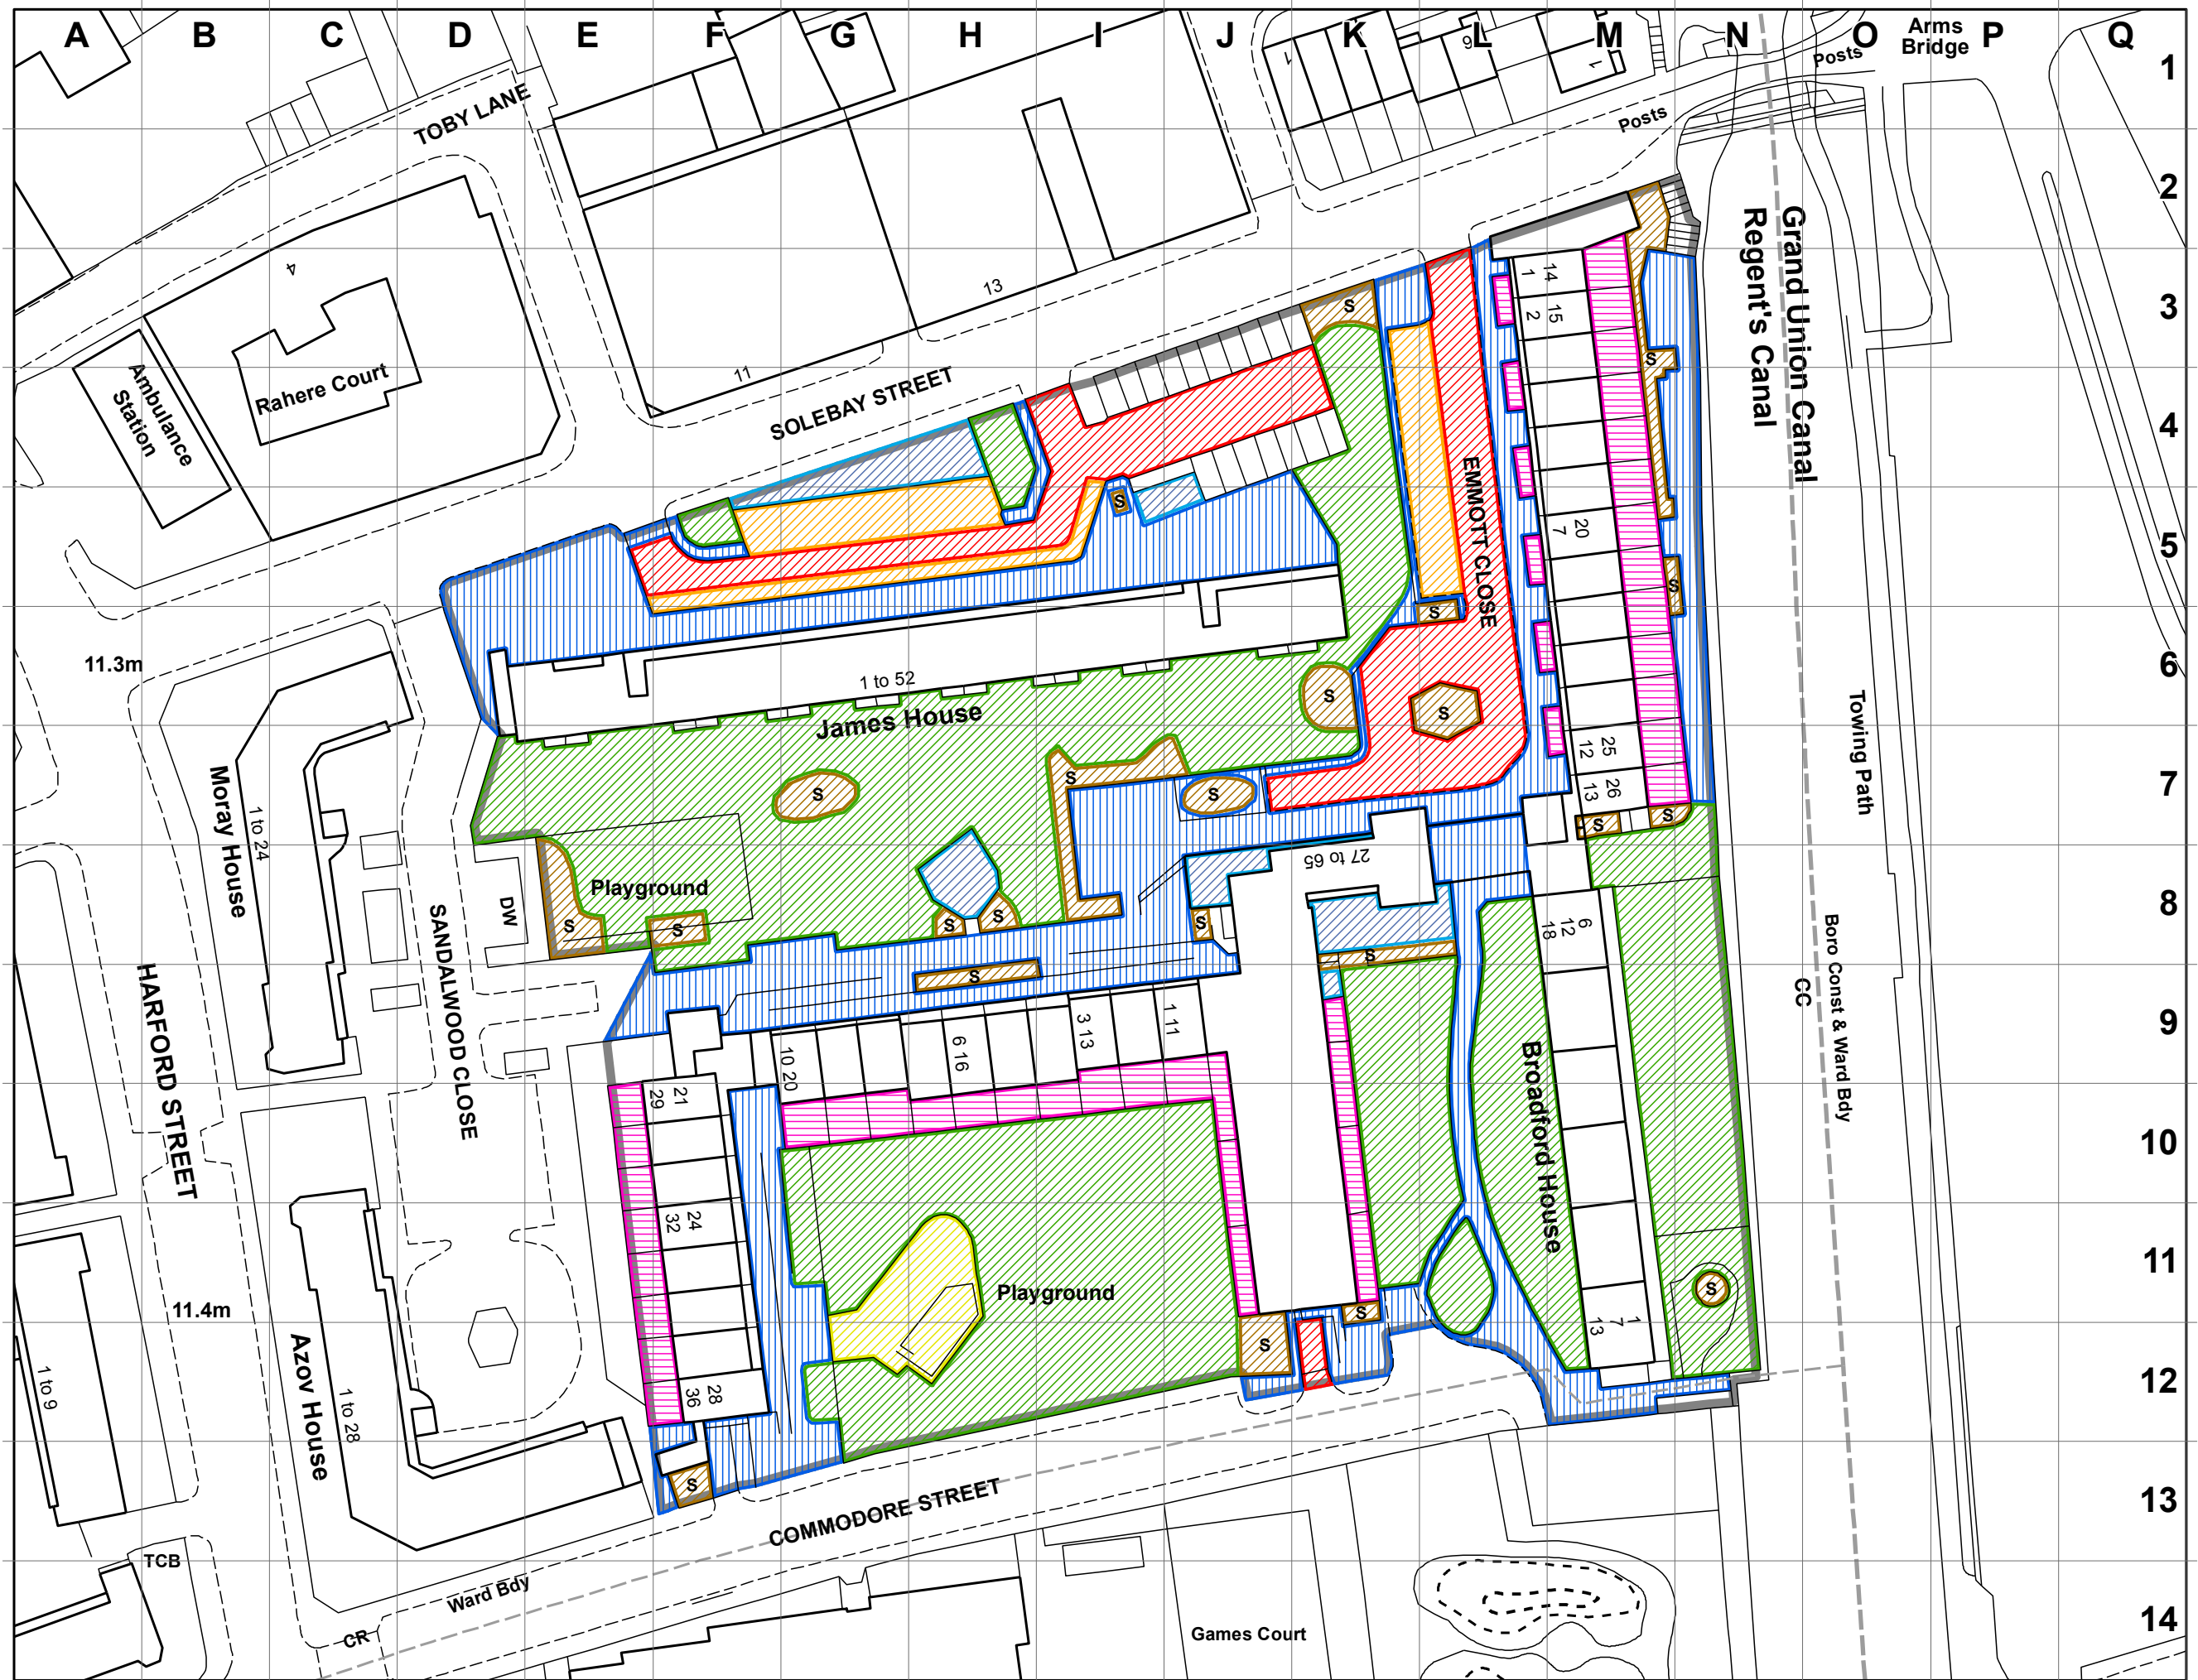 A B C D E F G H I J K L M N O P Q
Arms
Bridge
Posts
1
9
1
1
TOBY LANE
Posts
2
Grand Union Canal
Regent's Canal
4
13
3
S
14
1
15
2
S
Ambulance
Station
Rahere Court
11
SOLEBAY STREET
4
EMMOTT CLOSE
S
20
7
5
S
S
11.3m
1 to 52
6
S
S
James House
Towing Path
25
12
26
13
7
S
S
S
S
S
Moray House
1 to 24
27 to 65
Playground
DW
S
S
S
S
S
6
12
18
8
SANDALWOOD CLOSE
S
S
Boro Const & Ward Bdy
CC
HARFORD STREET
10 20
6 16
3 13
1 11
9
21
29
Broadford House
10
24
32
11
11.4m
Playground
S
S
S
1
7
13
Azov House
1 to 28
1 to 9
28
36
12
S
13
COMMODORE STREET
TCB
Ward Bdy
CR
Games Court
14